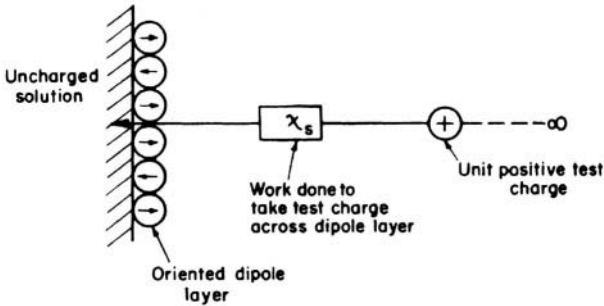 Uncharged
solution
χs
+
∞
Unit positive test
charge
Work done to
take test charge
across dipole layer
Oriented dipole
layer